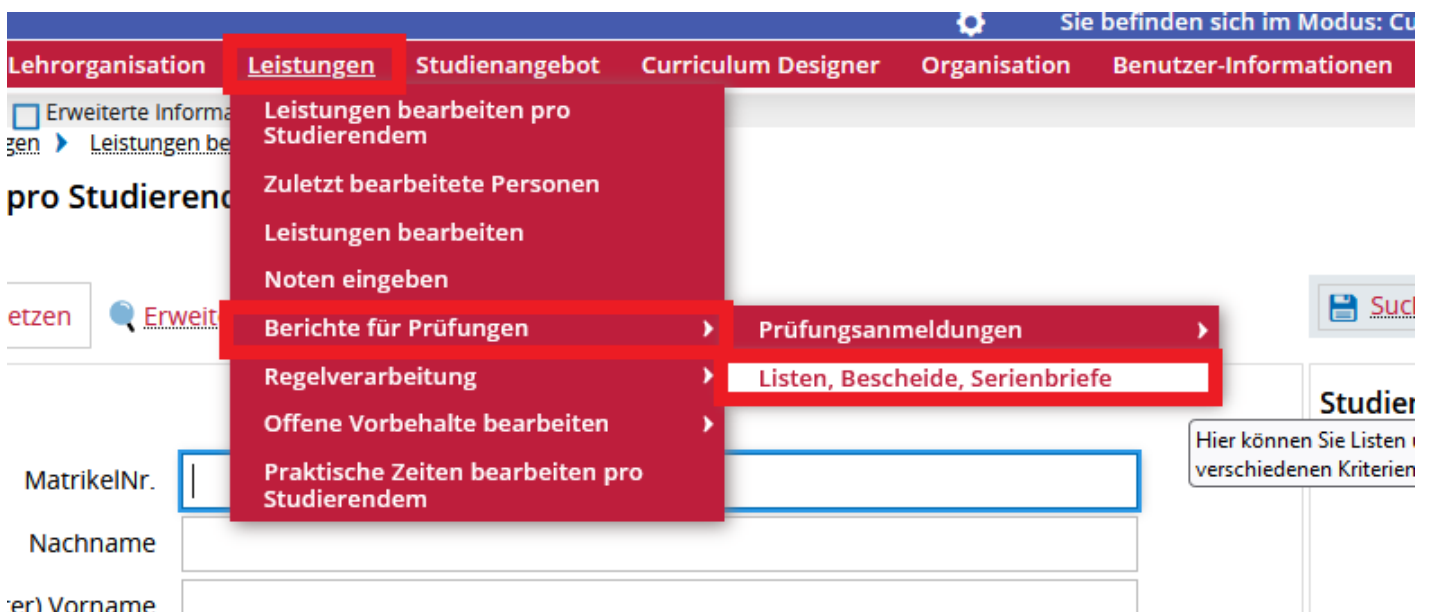 Sie befinden sich im Modus: Cu
Lehrorganisation Leistungen Studienangebot Curriculum Designer Organisation Benutzer-Informationen
Erweiterte Informa
gen Leistungen be
pro Studierend
Leistungen bearbeiten pro
Studierendem
Zuletzt bearbeitete Personen
Leistungen bearbeiten
Noten eingeben
etzen Erweit
Berichte für Prüfungen
Regelverarbeitung
Offene Vorbehalte bearbeiten
Praktische Zeiten bearbeiten pro
Studierendem
Prüfungsanmeldungen
Listen, Bescheide, Serienbriefe
Such
Studier
Hier können Sie Listen u
verschiedenen Kriterien
MatrikelNr.
Nachname
ter) Vorname